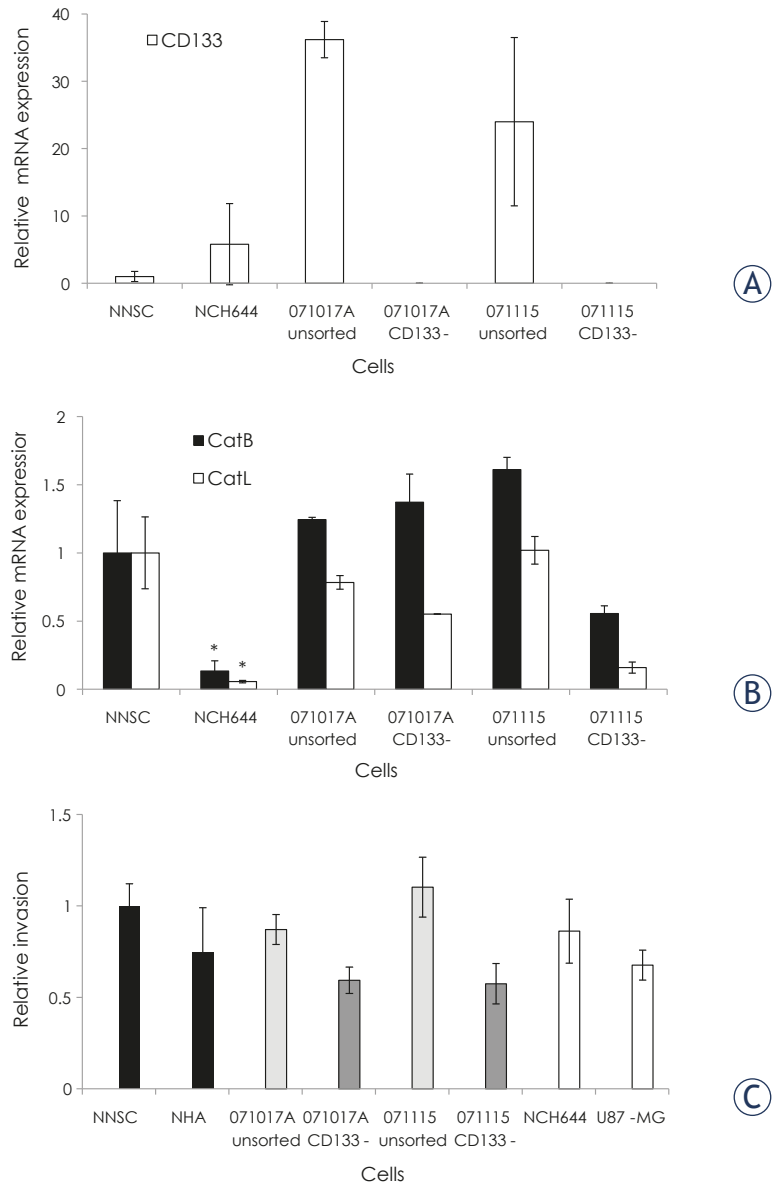 40
CD133
30
20
10
0
Relative mRNA expression
NNSC NCH644 071017A 071017A 071115 071115
unsorted CD133- unsorted CD133-
Cells
A
2
CatB
CatL
1.5
1
0.5
0
Relative mRNA expressior
* *
NNSC NCH644 071017A 071017A 071115 071115
unsorted CD133- unsorted CD133-
Cells
B
1.5
1
0.5
0
Relative invasion
NNSC NHA 071017A 071017A 071115 071115 NCH644 U87 -MG
unsorted CD133 - unsorted CD133 -
Cells
C